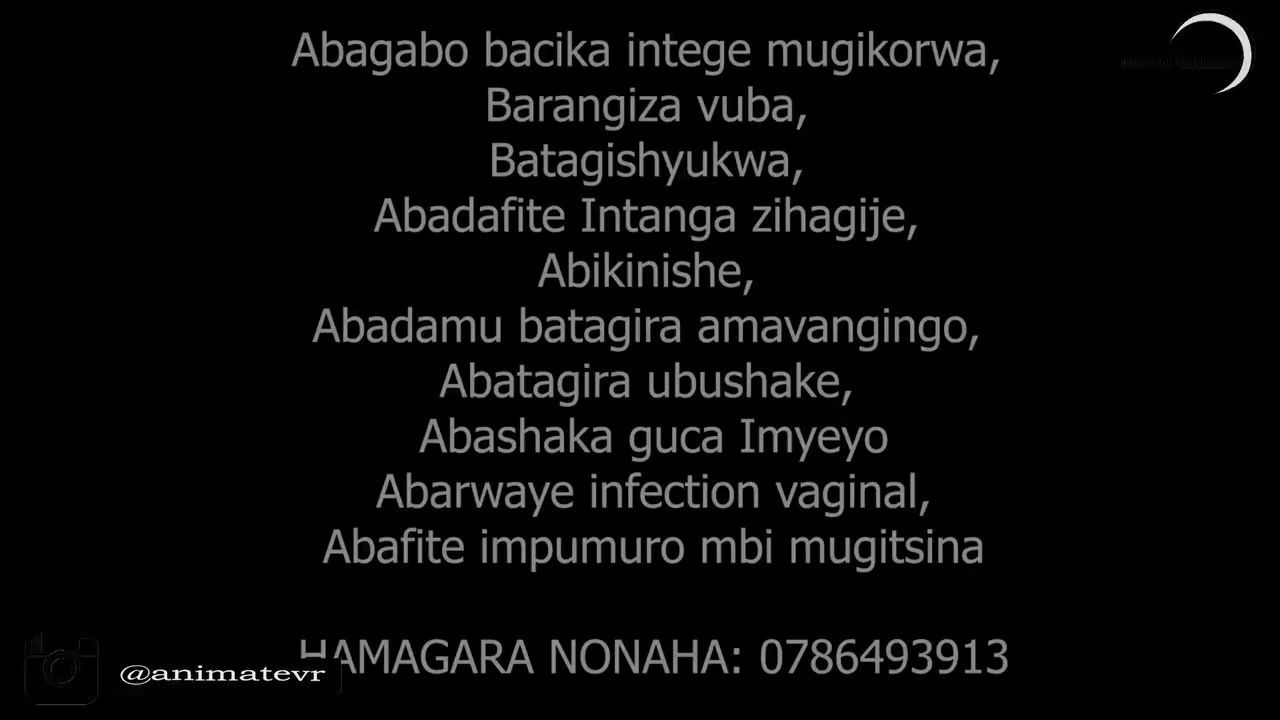 Abagabo bacika intege mugikorwa,
Barangiza vuba,
Batagishyukwa,
Abadafite Intanga zihagije,
Abikinishe,
Abadamu batagira amavangingo,
Abatagira ubushake,
Abashaka guca Imyeyo
Abarwaye infection vaginal,
Abafite impumuro mbi mugitsina
HAMAGARA NONAHA: 0786493913
@animatevr